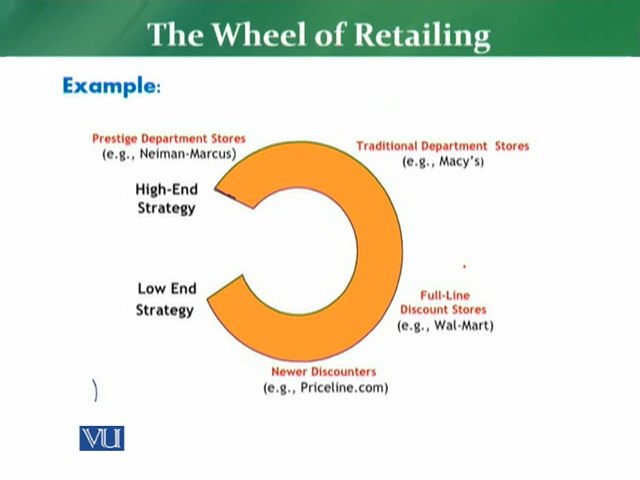 The Wheel of Retailing
Example:
Prestige Department Stores
(e.g., Neiman-Marcus)
Traditional Department Stores
(e.g., Macy's)
High-End
Strategy
Low End
Strategy
Full-Line
Discount Stores
(e.g., Wal-Mart)
Newer Discounters
(e.g., Priceline.com)
VU